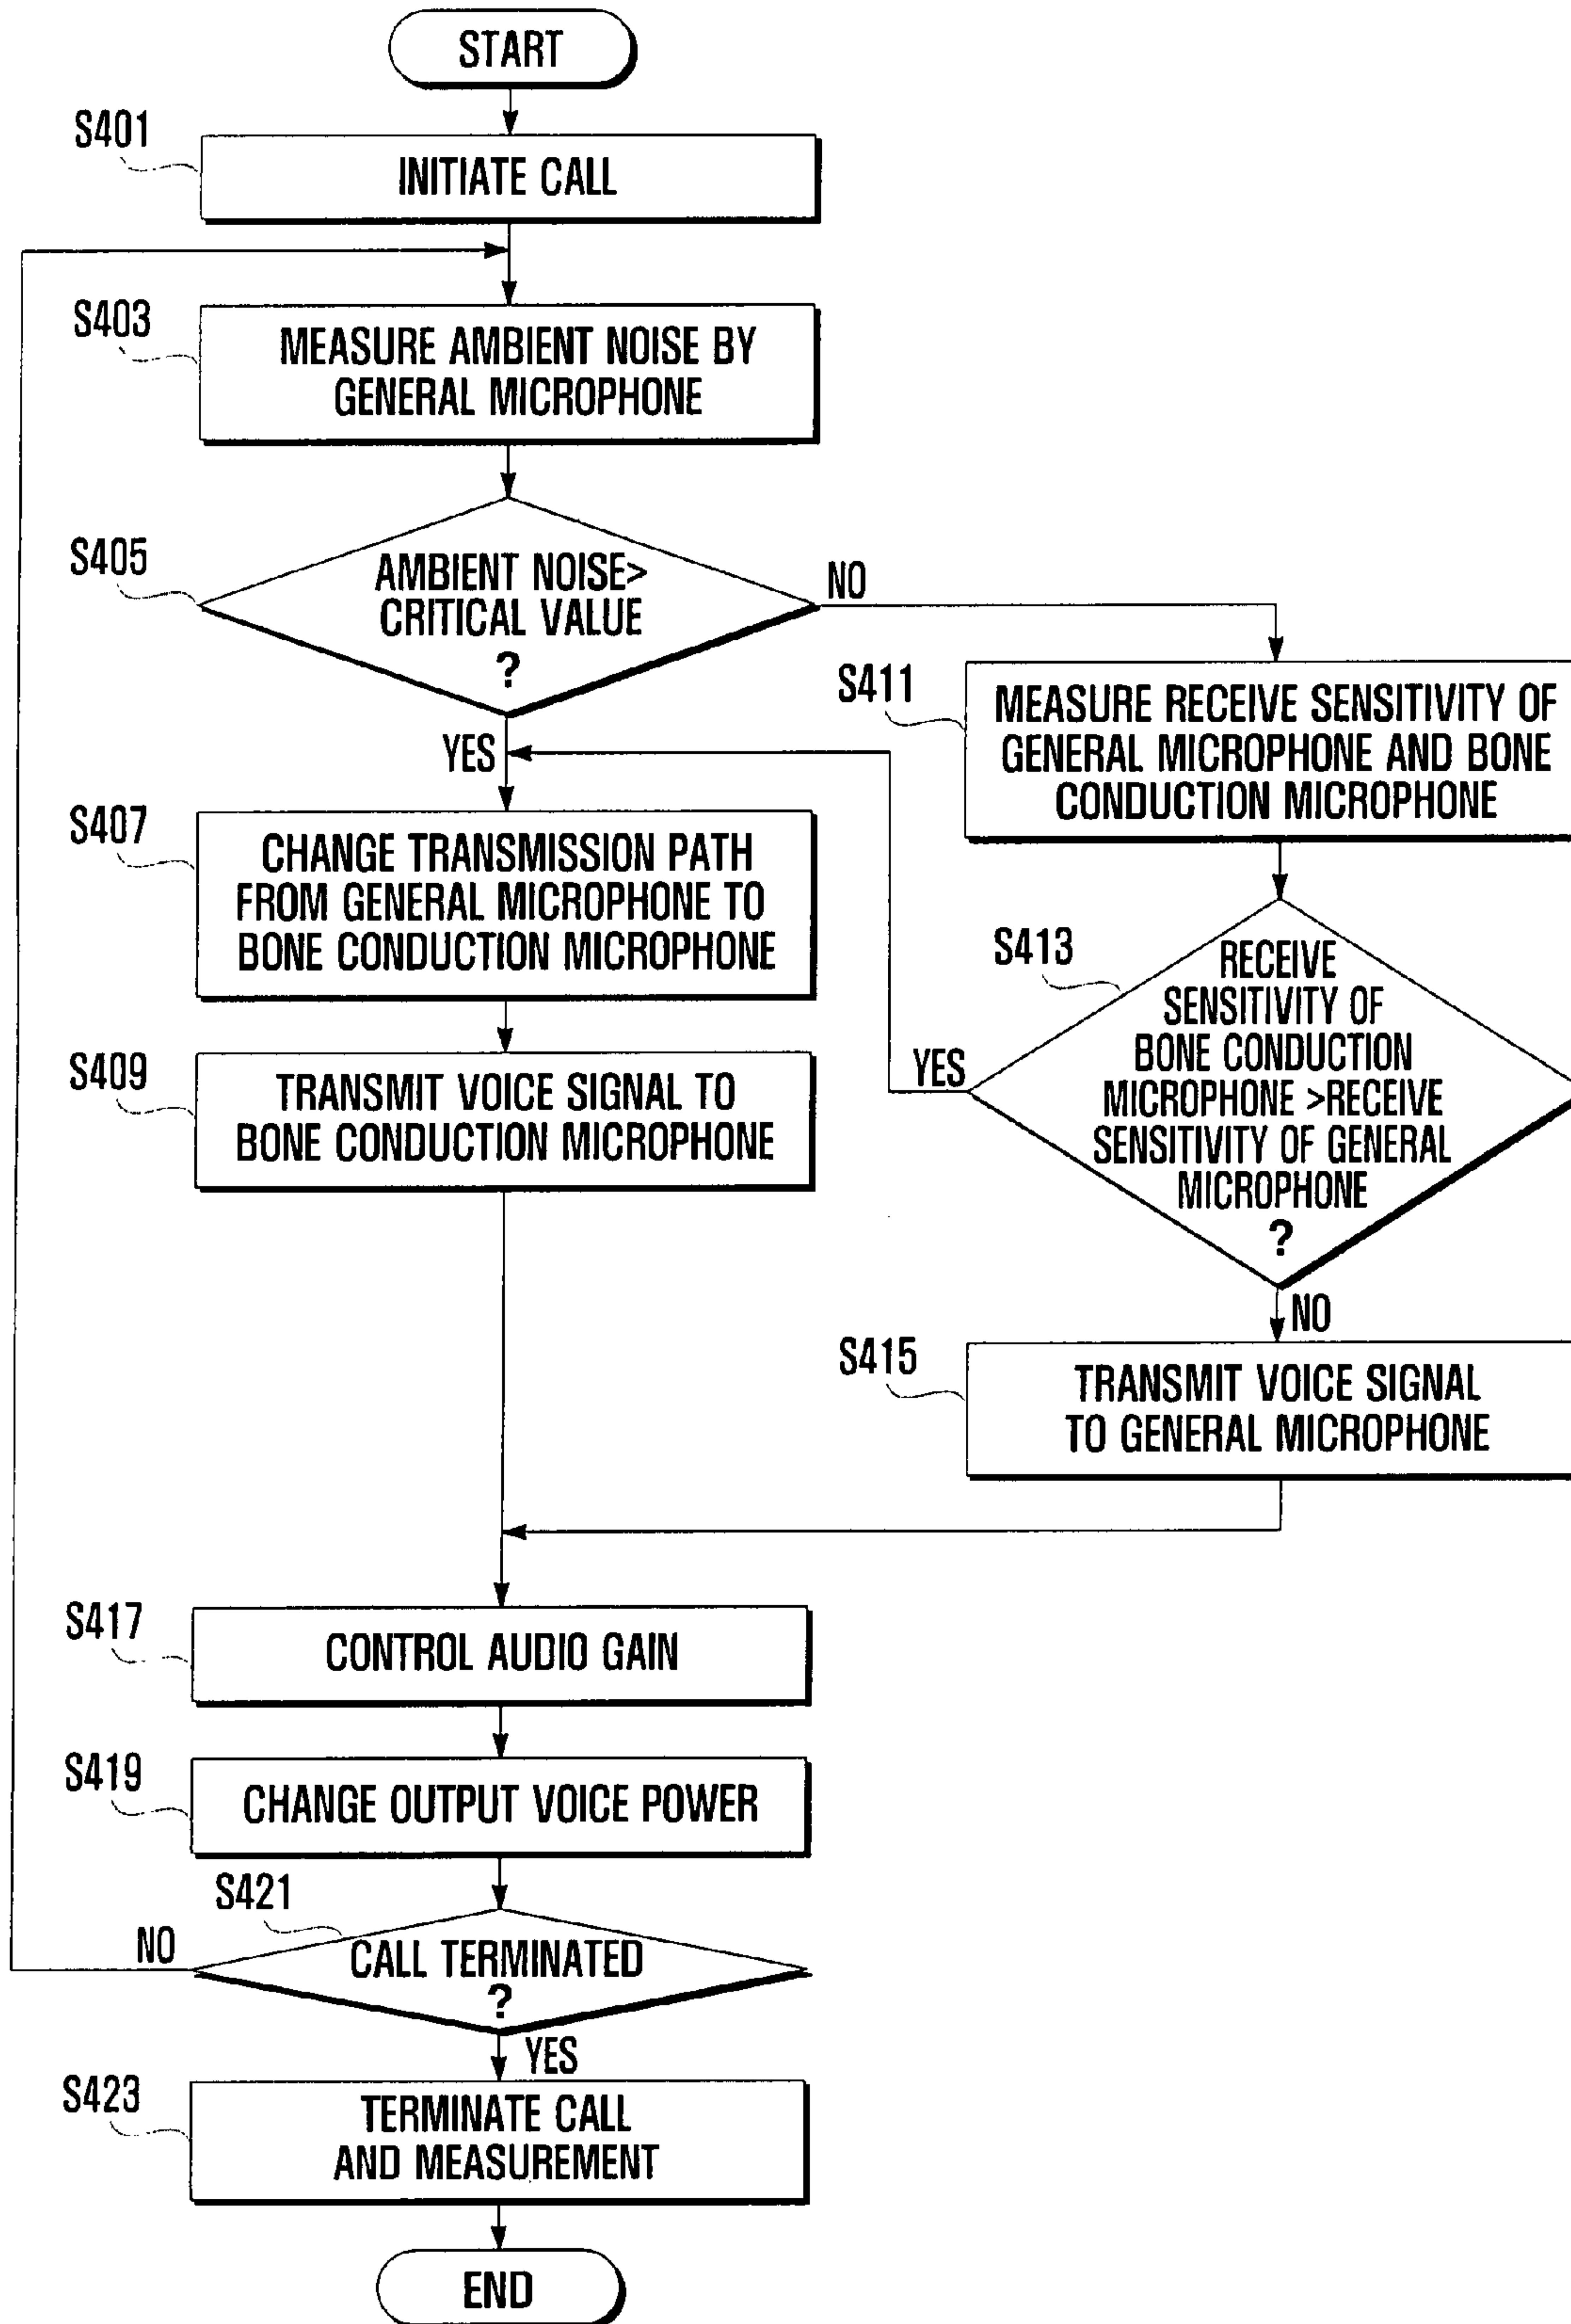 START
S401
INITIATE CALL
S403
MEASURE AMBIENT NOISE BY
GENERAL MICROPHONE
S405
AMBIENT NOISE>
CRITICAL VALUE
?
NO
YES
S411
MEASURE RECEIVE SENSITIVITY OF
GENERAL MICROPHONE AND BONE
CONDUCTION MICROPHONE
S407
CHANGE TRANSMISSION PATH
FROM GENERAL MICROPHONE TO
BONE CONDUCTION MICROPHONE
S413
RECEIVE
SENSITIVITY OF
BONE CONDUCTION
MICROPHONE >RECEIVE
SENSITIVITY OF GENERAL
MICROPHONE
?
YES
NO
S409
TRANSMIT VOICE SIGNAL TO
BONE CONDUCTION MICROPHONE
S415
TRANSMIT VOICE SIGNAL
TO GENERAL MICROPHONE
S417
CONTROL AUDIO GAIN
S419
CHANGE OUTPUT VOICE POWER
S421
NO
CALL TERMINATED
?
YES
S423
TERMINATE CALL
AND MEASUREMENT
END